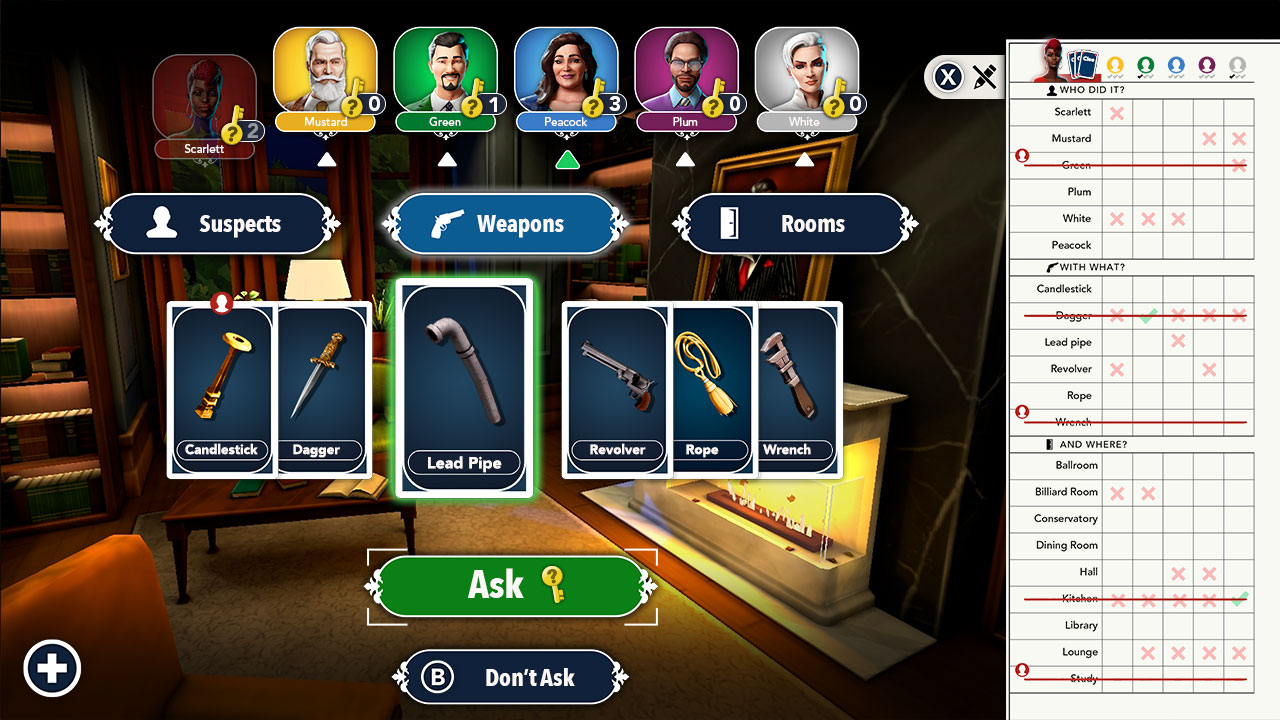 2
Scarlett
0
Mustard
1
Green
3
Peacock
0
Plum
0
White
Suspects
Weapons
Rooms
Candlestick
Dagger
Lead Pipe
Revolver
Rope
Wrench
Ask
B
Don't Ask
X
WHO DID IT?
Scarlett
Mustard
Green
Plum
White
Peacock
WITH WHAT?
Candlestick
Dagger
Lead pipe
Revolver
Rope
Wrench
AND WHERE?
Ballroom
Billiard Room
Conservatory
Dining Room
Hall
Kitchen
Library
Lounge
Study